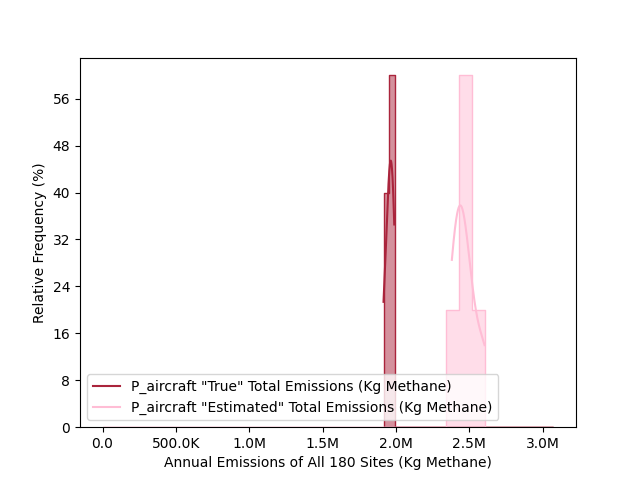 56
48
40
32
24
16
8
0
Relative Frequency (%)
P_aircraft "True" Total Emissions (Kg Methane)
P_aircraft "Estimated" Total Emissions (Kg Methane)
0.0 500.0K 1.0M 1.5M 2.0M 2.5M 3.0M
Annual Emissions of All 180 Sites (Kg Methane)